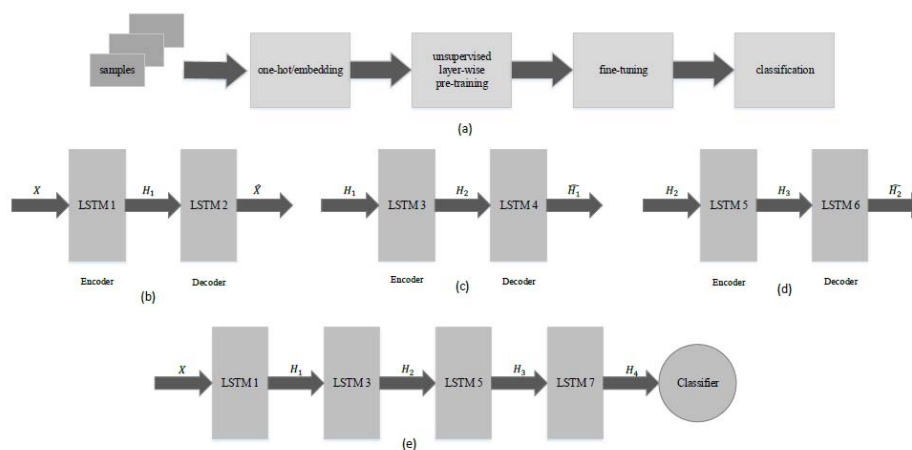 samples
one-hot/embedding
unsupervised
layer-wise
pre-training
fine-tuning
classification
(a)
X
LSTM 1
H₁
LSTM 2
X̂
Encoder
Decoder
(b)
H₁
LSTM 3
H₂
LSTM 4
H̄₁
Encoder
Decoder
(c)
H₂
LSTM 5
H₃
LSTM 6
H̄₂
Encoder
Decoder
(d)
X
LSTM 1
H₁
LSTM 3
H₂
LSTM 5
H₃
LSTM 7
H₄
Classifier
(e)